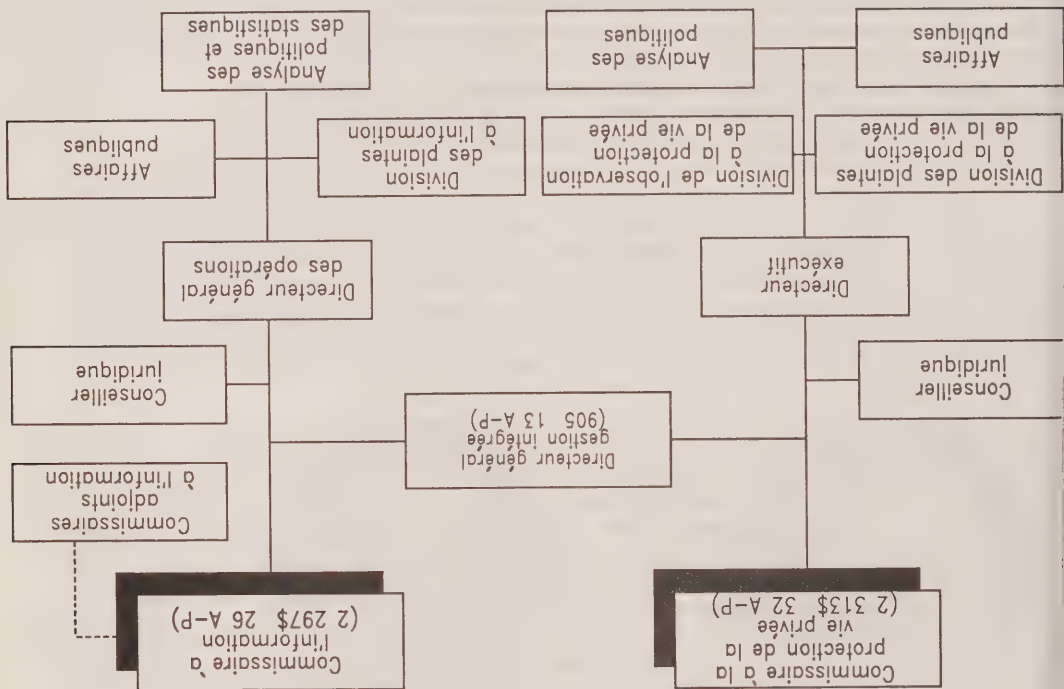 Commissaire à la
protection de la
vie privée
(2 313$ 32 A-P)
Commissaire à
l'information
(2 297$ 26 A-P)
Commissaires
adjoints
à l'information
Directeur général
gestion intégrée
(905 13 A-P)
Conseiller
juridique
Conseiller
juridique
Directeur
exécutif
Directeur général
des opérations
Division des plaintes
à la protection
de la vie privée
Division de l'observation
à la protection
de la vie privée
Division
des plaintes
à l'information
Affaires
publiques
Affaires
publiques
Analyse des
politiques
Analyse des
politiques et
des statistiques